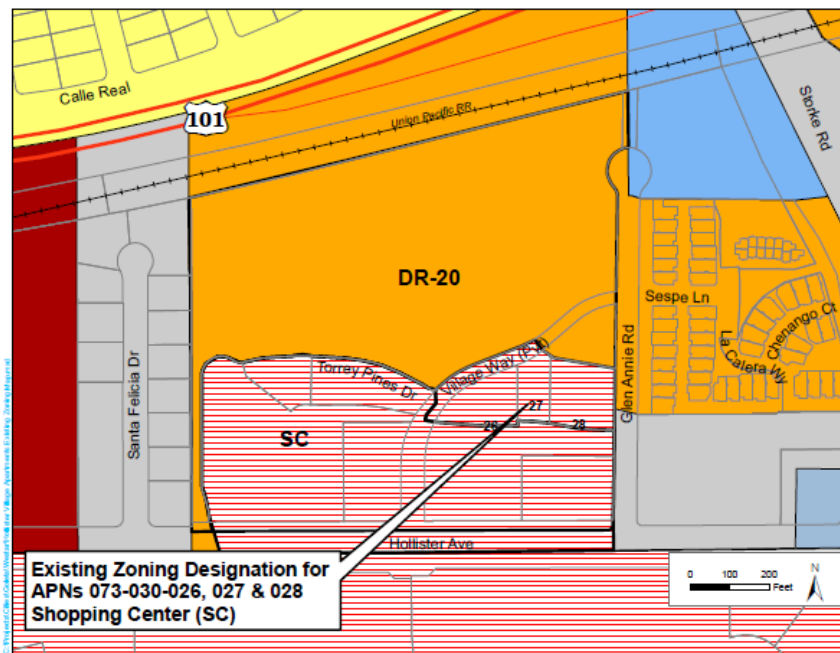 Calle Real
101
Union Pacific RR
Storke Rd
DR-20
Sespe Ln
Chenango Ct
La Calera Wy
Glen Annie Rd
Santa Felicia Dr
Torrey Pines Dr
Village Way
SC
26
27
28
Hollister Ave
Existing Zoning Designation for
APNs 073-030-026, 027 & 028
Shopping Center (SC)
0 100 200
Feet
N